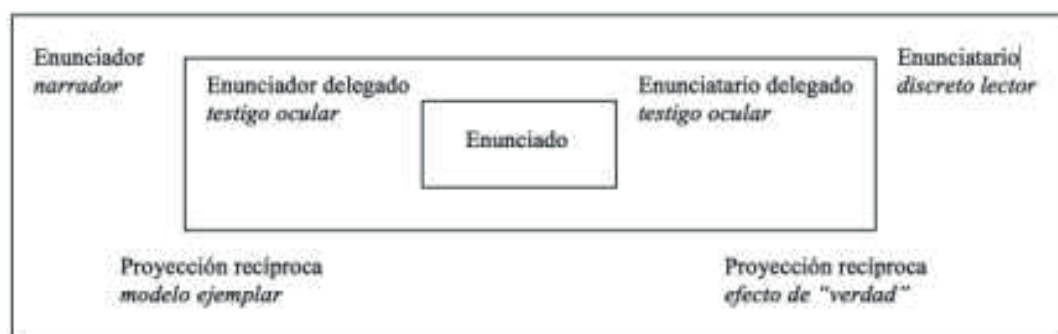 Enunciador
narrador
Enunciador delegado
testigo ocular
Enunciado
Enunciatario delegado
testigo ocular
Enunciatario
discreto lector
Proyección recíproca
modelo ejemplar
Proyección recíproca
efecto de “verdad”